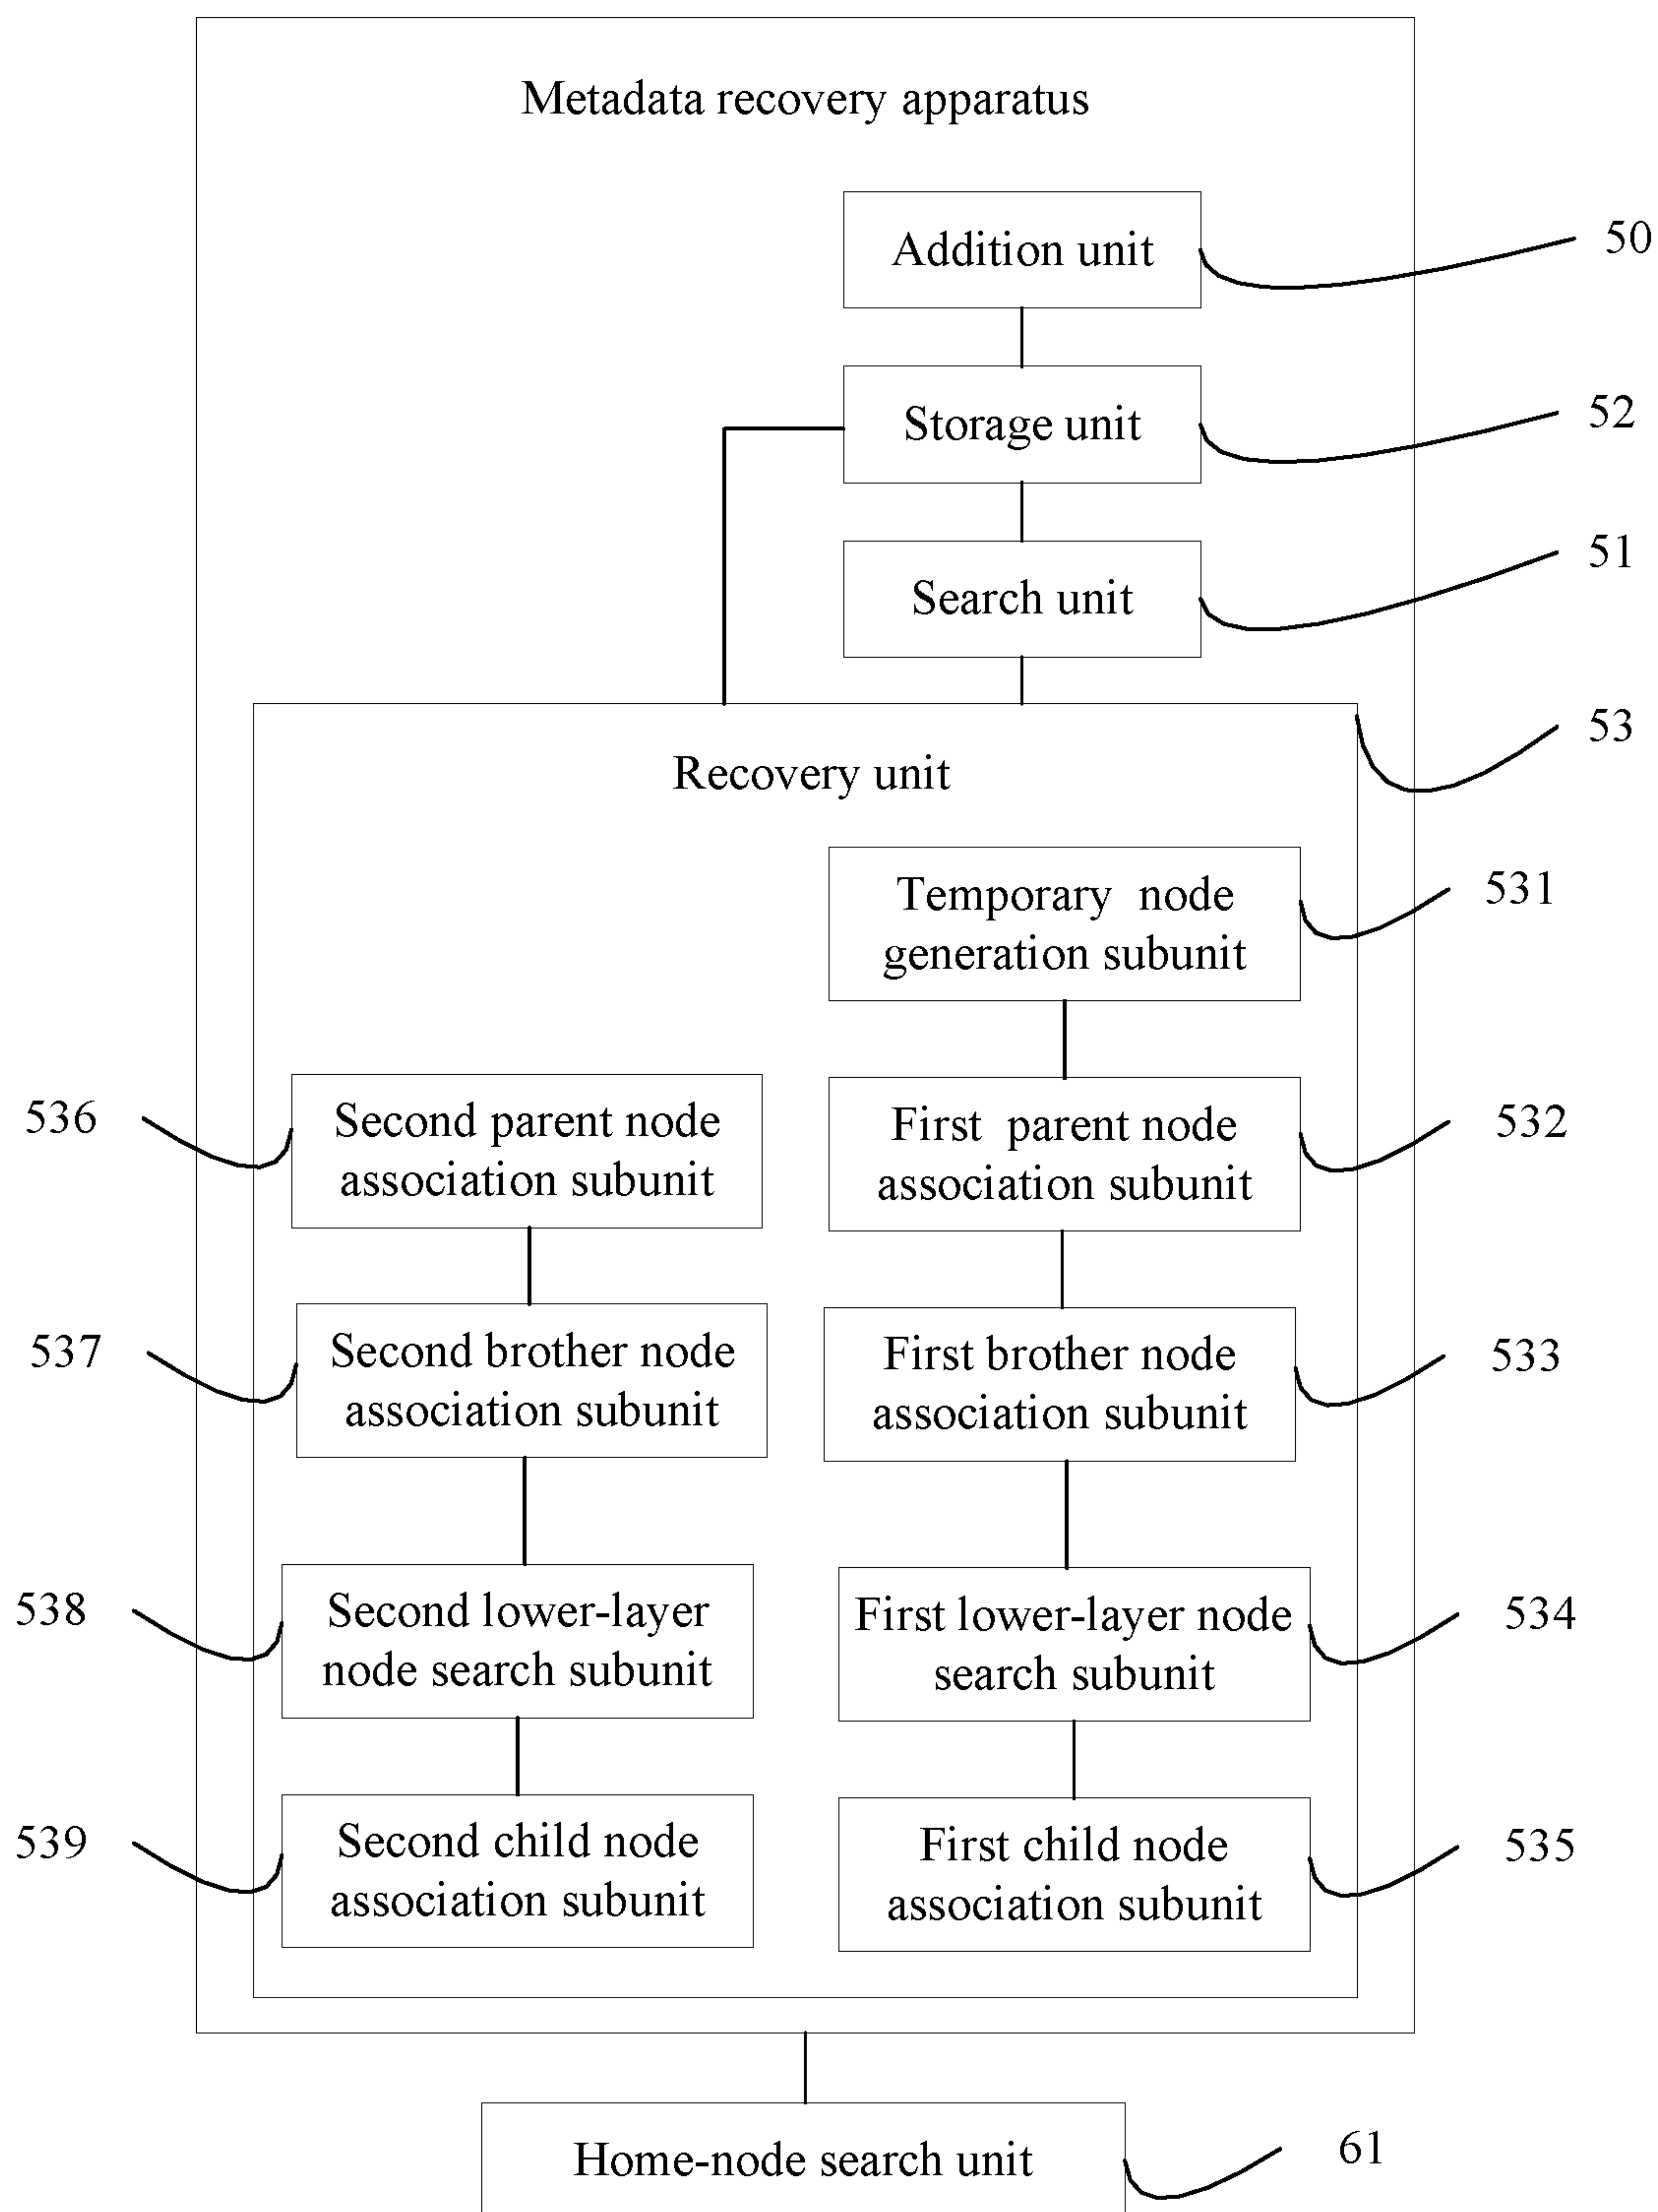 Metadata recovery apparatus
Addition unit
50
Storage unit
52
Search unit
51
53
Recovery unit
Temporary node
generation subunit
531
536
Second parent node
association subunit
First parent node
association subunit
532
537
Second brother node
association subunit
First brother node
association subunit
533
538
Second lower-layer
node search subunit
First lower-layer node
search subunit
534
539
Second child node
association subunit
First child node
association subunit
535
Home-node search unit
61